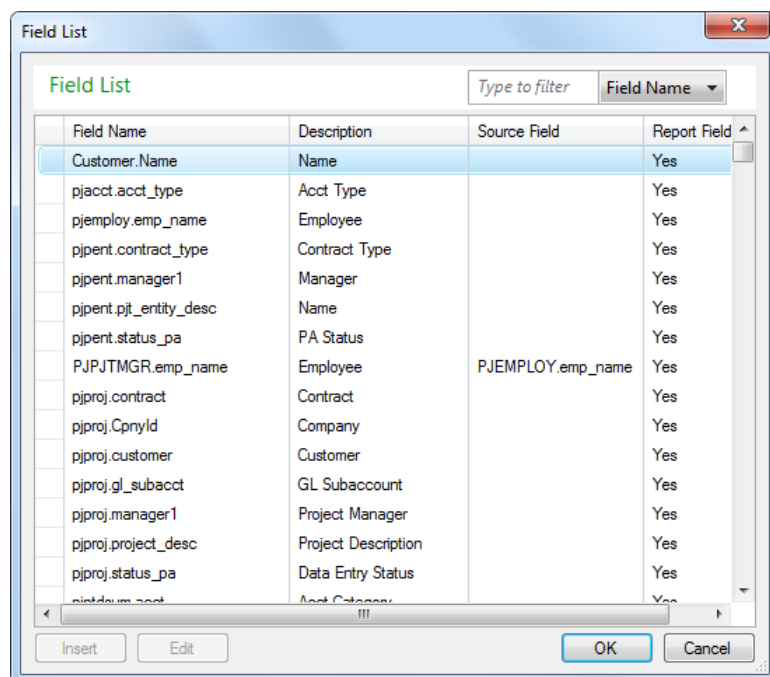 Field List
Field List Type to filter Field Name
Field Name Description Source Field Report Field
Customer.Name Name Yes
pjacct.acct_type Acct Type Yes
pjemploy.emp_name Employee Yes
pjpent.contract_type Contract Type Yes
pjpent.manager1 Manager Yes
pjpent.pjt_entity_desc Name Yes
pjpent.status_pa PA Status Yes
PJPJTMGR.emp_name Employee PJEMPLOY.emp_name Yes
pjproj.contract Contract Yes
pjproj.CpnyId Company Yes
pjproj.customer Customer Yes
pjproj.gl_subacct GL Subaccount Yes
pjproj.manager1 Project Manager Yes
pjproj.project_desc Project Description Yes
pjproj.status_pa Data Entry Status Yes
Acct Category Yes
Insert Edit OK Cancel